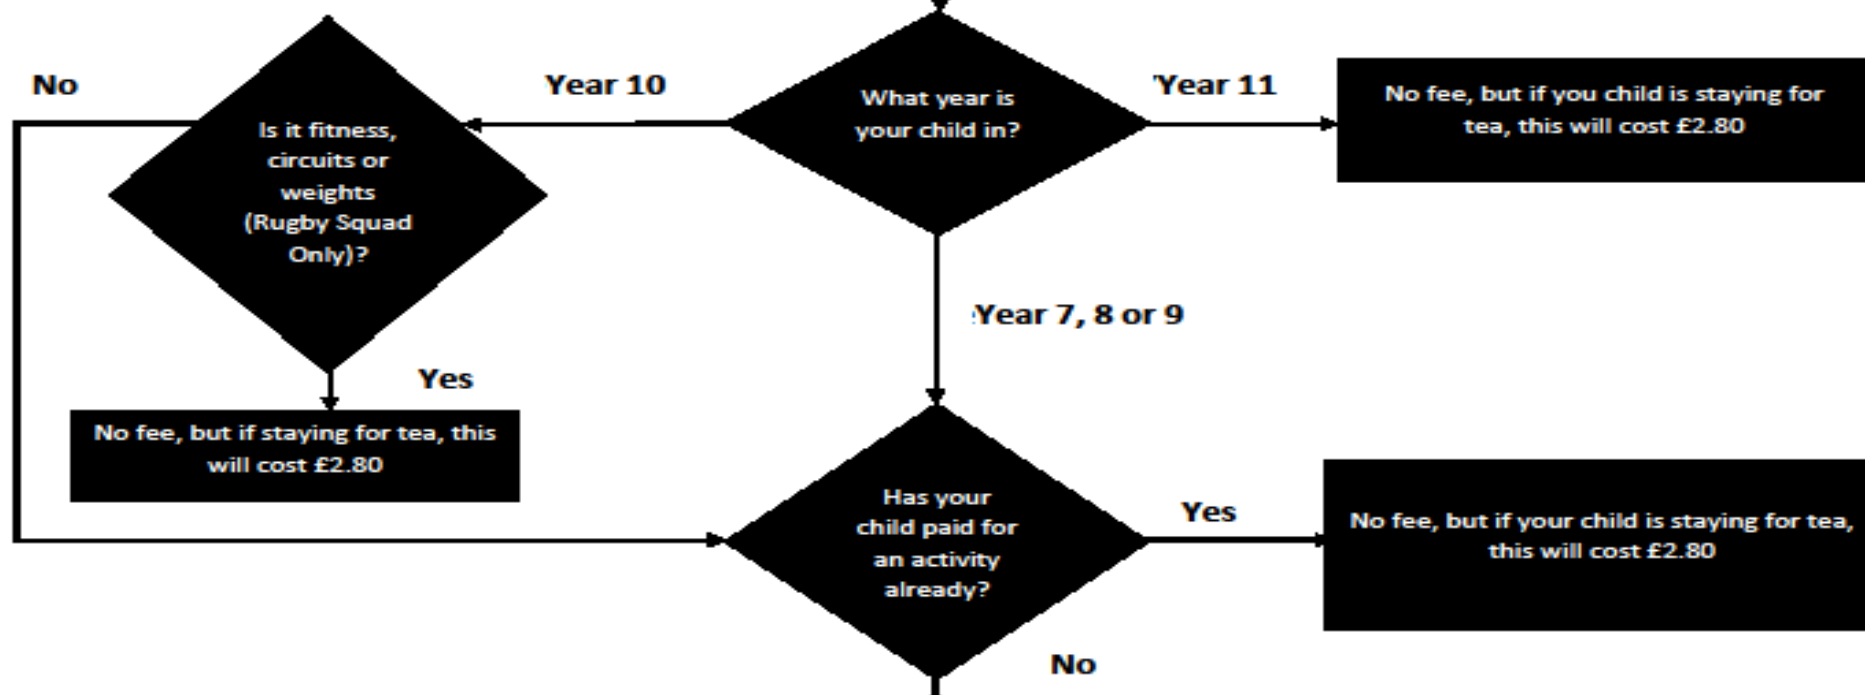 No
Year 10
What year is
your child in?
'Year 11
No fee, but if you child is staying for
tea, this will cost £2.80
Is it fitness,
circuits or
weights
(Rugby Squad
Only)?
Year 7, 8 or 9
Yes
No fee, but if staying for tea, this
will cost £2.80
Has your
child paid for
an activity
already?
Yes
No fee, but if your child is staying for tea,
this will cost £2.80
No